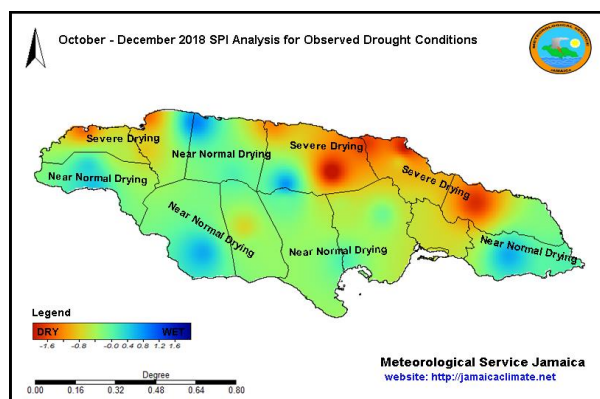 October - December 2018 SPI Analysis for Observed Drought Conditions
METEOROLOGICAL SERVICE
JAMAICA
Severe Drying
Near Normal Drying
Severe Drying
Near Normal Drying
Severe Drying
Near Normal Drying
Near Normal Drying
Near Normal Drying
Legend
DRY WET
-1.6 -0.8 -0.0 0.4 0.8 1.2 1.6
Degree
0.00 0.16 0.32 0.48 0.64 0.80
Meteorological Service Jamaica
website: http://jamaicaclimate.net